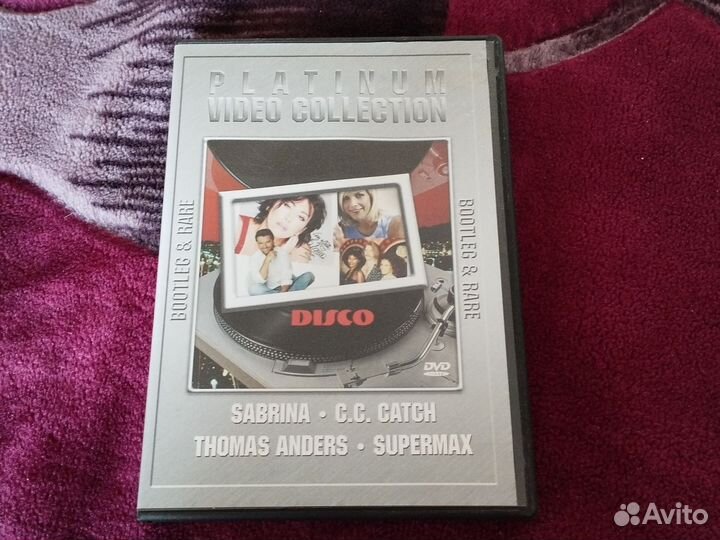 PLATINUM
VIDEO COLLECTION
BOOTLEG & RARE
BOOTLEG & RARE
DISCO
DVD
SABRINA • C.C. CATCH
THOMAS ANDERS • SUPERMAX
Avito